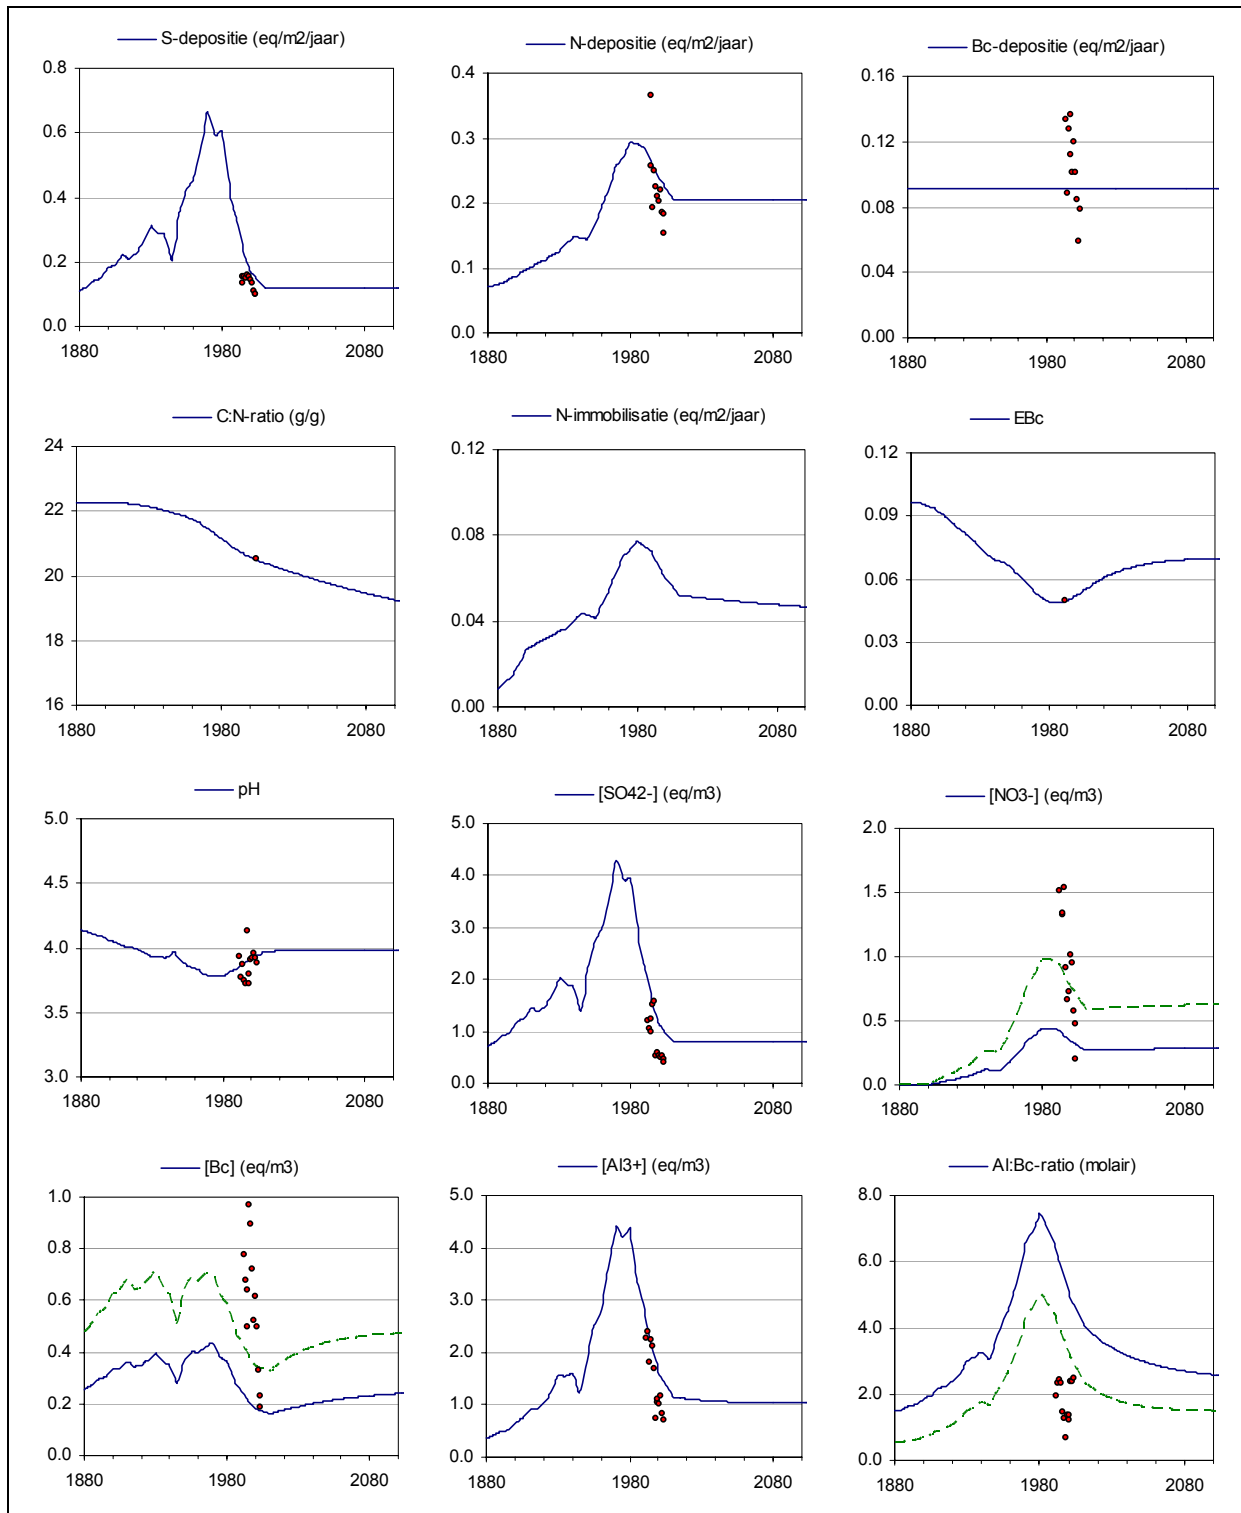 S-depositie (eq/m2/jaar)
0.8
0.6
0.4
0.2
0.0
1880 1980 2080
N-depositie (eq/m2/jaar)
0.4
0.3
0.2
0.1
0.0
1880 1980 2080
Bc-depositie (eq/m2/jaar)
0.16
0.12
0.08
0.04
0.00
1880 1980 2080
C:N-ratio (g/g)
24
22
20
18
16
1880 1980 2080
N-immobilisatie (eq/m2/jaar)
0.12
0.08
0.04
0.00
1880 1980 2080
EBc
0.12
0.09
0.06
0.03
0.00
1880 1980 2080
pH
5.0
4.5
4.0
3.5
3.0
1880 1980 2080
[SO42-] (eq/m3)
5.0
4.0
3.0
2.0
1.0
0.0
1880 1980 2080
[NO3-] (eq/m3)
2.0
1.5
1.0
0.5
0.0
1880 1980 2080
[Bc] (eq/m3)
1.0
0.8
0.6
0.4
0.2
0.0
1880 1980 2080
[Al3+] (eq/m3)
5.0
4.0
3.0
2.0
1.0
0.0
1880 1980 2080
Al:Bc-ratio (molair)
8.0
6.0
4.0
2.0
0.0
1880 1980 2080